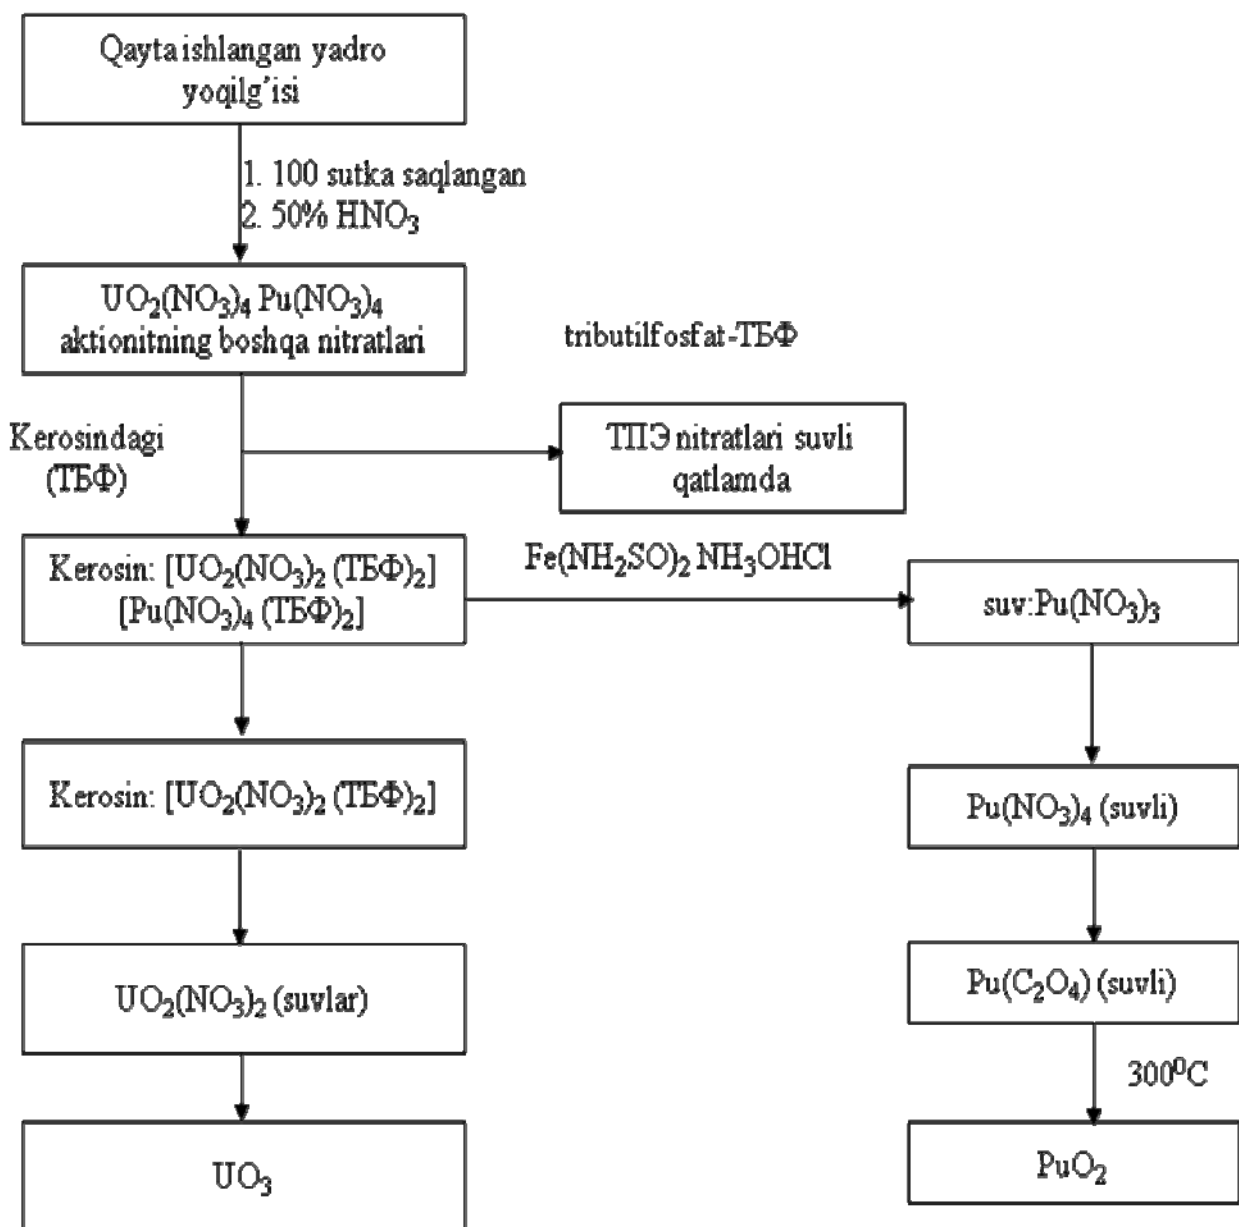 Qayta ishlangan yadro
yoqilg'isi
1. 100 sutka saqlangan
2. 50% HNO₃
UO₂(NO₃)₄ Pu(NO₃)₄
aktionitning boshqa nitratlari
tributilfosfat-ТБФ
Kerosindagi
(ТБФ)
ТПЭ nitratlari suvli
qatlamda
Kerosin: [UO₂(NO₃)₂ (ТБФ)₂]
[Pu(NO₃)₄ (ТБФ)₂]
Fe(NH₂SO)₂ NH₃OHCl
suv:Pu(NO₃)₃
Kerosin: [UO₂(NO₃)₂ (ТБФ)₂]
Pu(NO₃)₄ (suvli)
UO₂(NO₃)₂ (suvlar)
Pu(C₂O₄) (suvli)
300⁰C
UO₃
PuO₂